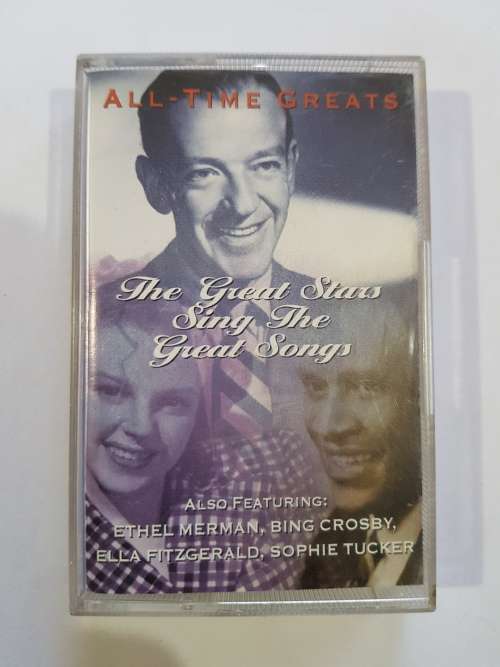 ALL-TIME GREATS
The Great Stars
Sing The
Great Songs
ALSO FEATURING:
ETHEL MERMAN, BING CROSBY,
ELLA FITZGERALD, SOPHIE TUCKER